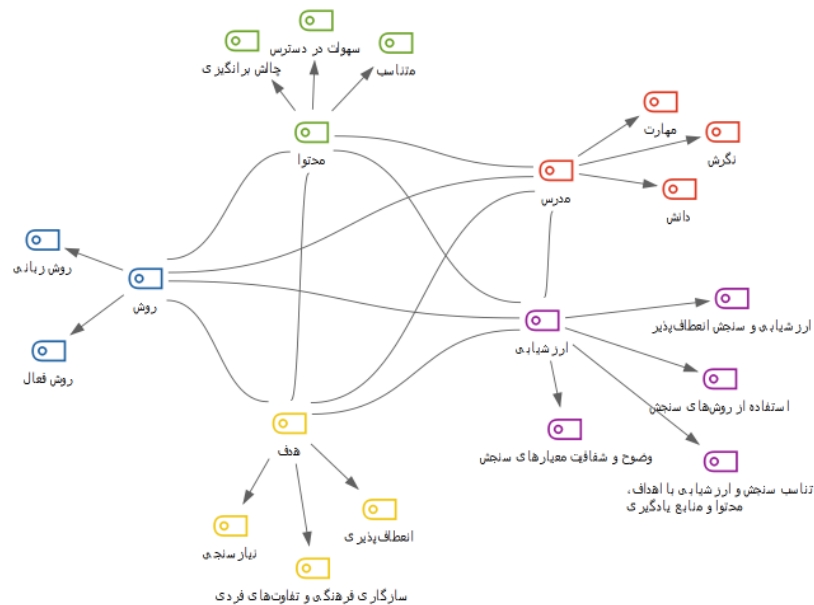 سهولت در دسترس
چالش برانگیزی
متناسب
محتوا
مهارت
نگرش
دانش
مدرس
روش زبانی
روش
روش فعال
ارزشیابی و سنجش انعطاف‌پذیر
ارزشیابی
استفاده از روش‌های سنجش
وضوح و شفافیت معیارهای سنجش
تناسب سنجش و ارزشیابی با اهداف،
محتوا و منابع یادگیری
هدف
انعطاف‌پذیری
نیازسنجی
سازگاری فرهنگی و تفاوت‌های فردی